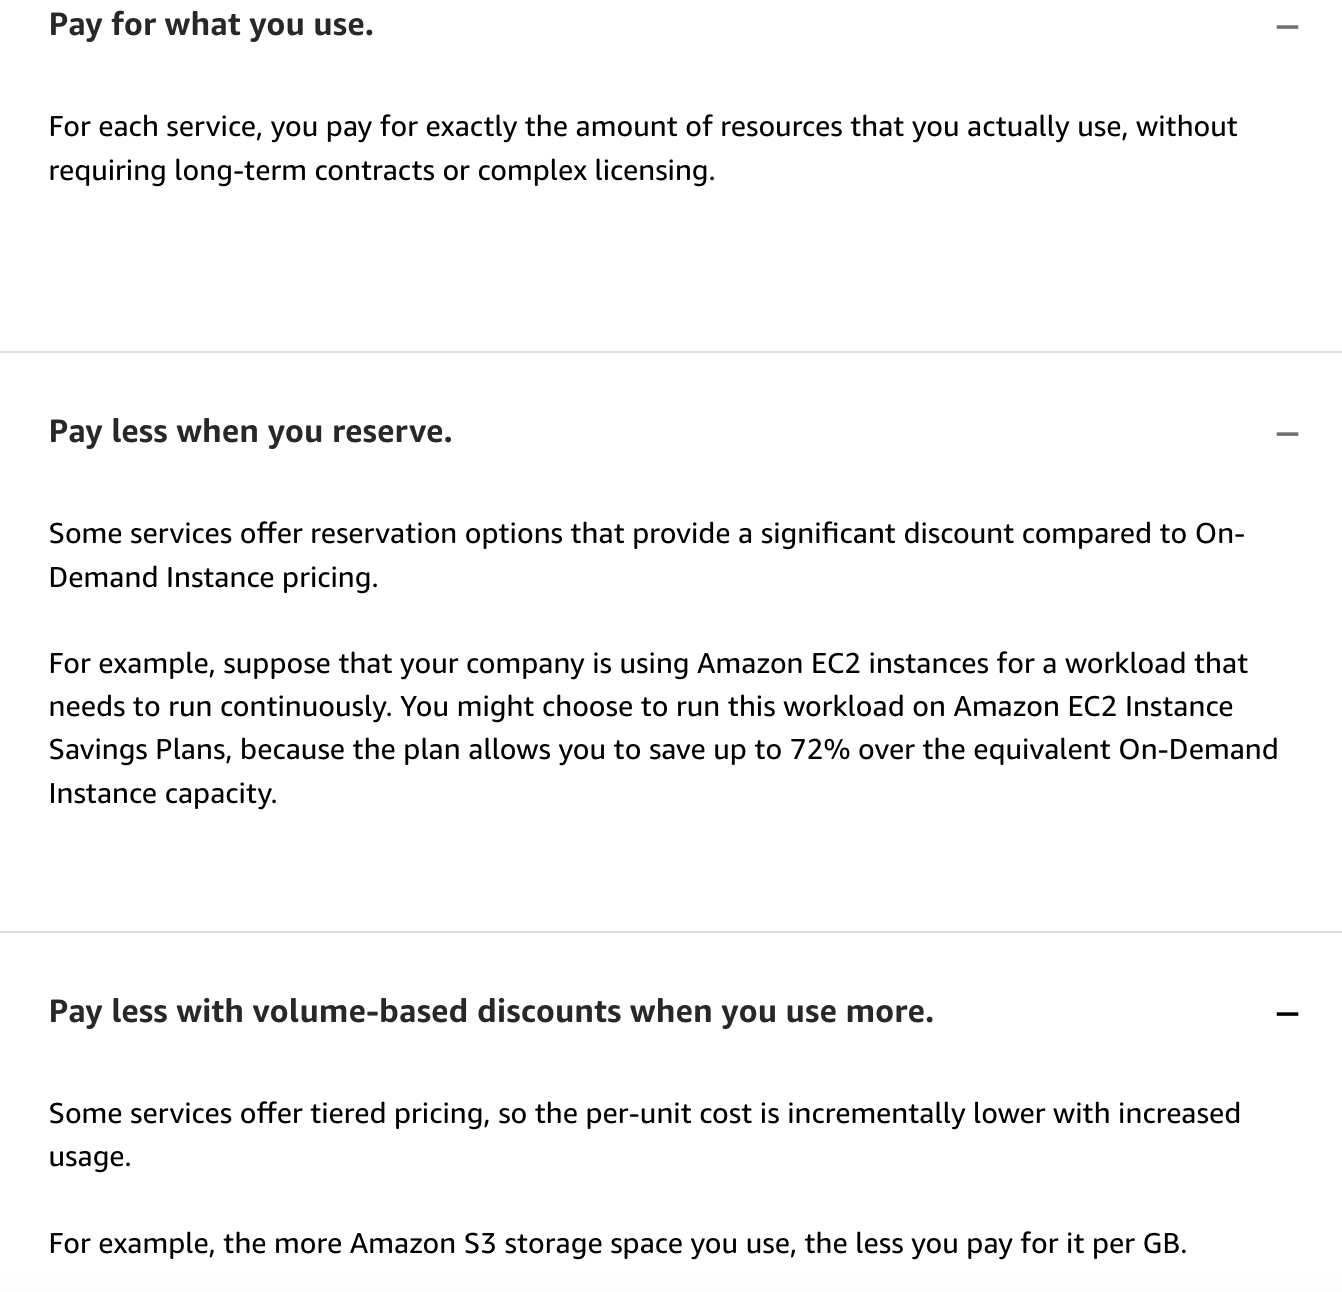 Pay for what you use.
For each service, you pay for exactly the amount of resources that you actually use, without
requiring long-term contracts or complex licensing.
Pay less when you reserve.
Some services offer reservation options that provide a significant discount compared to On-
Demand Instance pricing.
For example, suppose that your company is using Amazon EC2 instances for a workload that
needs to run continuously. You might choose to run this workload on Amazon EC2 Instance
Savings Plans, because the plan allows you to save up to 72% over the equivalent On-Demand
Instance capacity.
Pay less with volume-based discounts when you use more.
Some services offer tiered pricing, so the per-unit cost is incrementally lower with increased
usage.
For example, the more Amazon S3 storage space you use, the less you pay for it per GB.